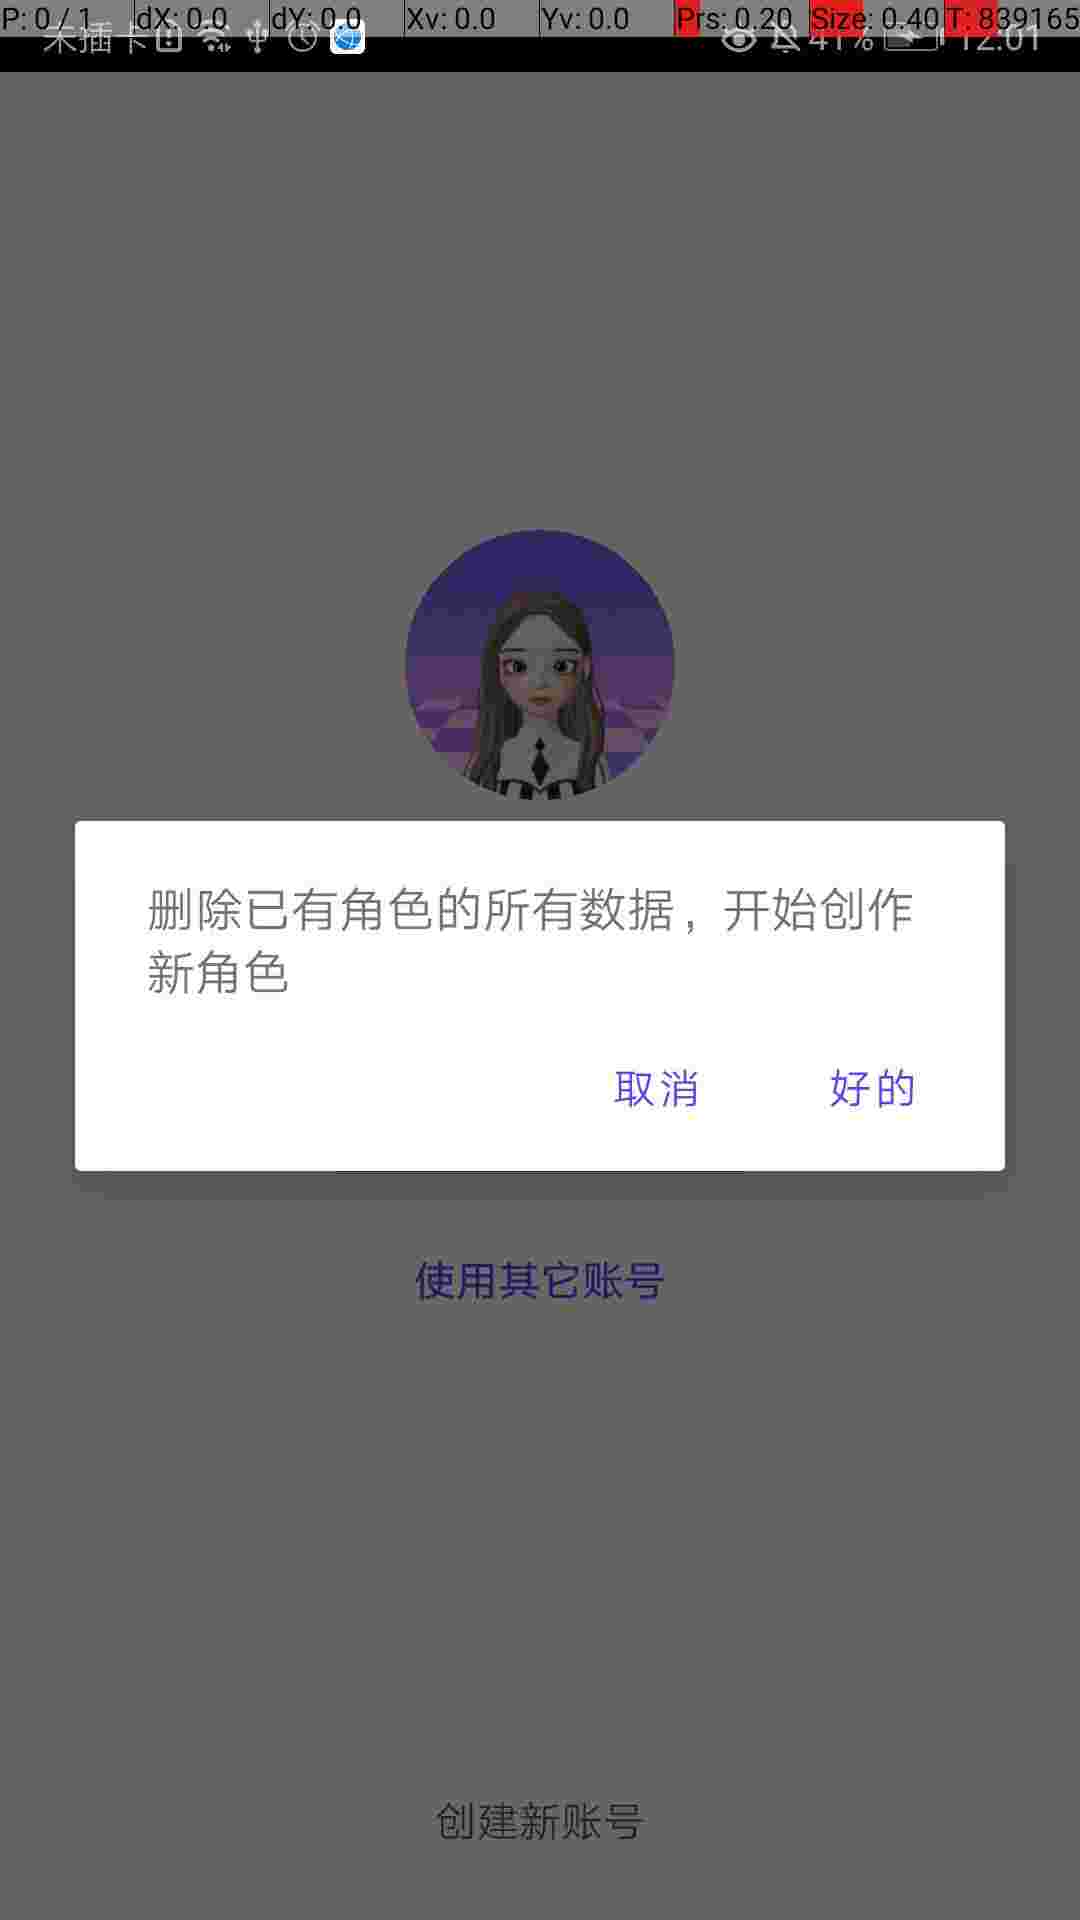 P: 0 / 1 dX: 0.0 dY: 0.0 Xv: 0.0 Yv: 0.0 Prs: 0.20 Size: 0.40 T: 839165
未插卡 41% 12:01
删除已有角色的所有数据，开始创作
新角色
取消 好的
使用其它账号
创建新账号